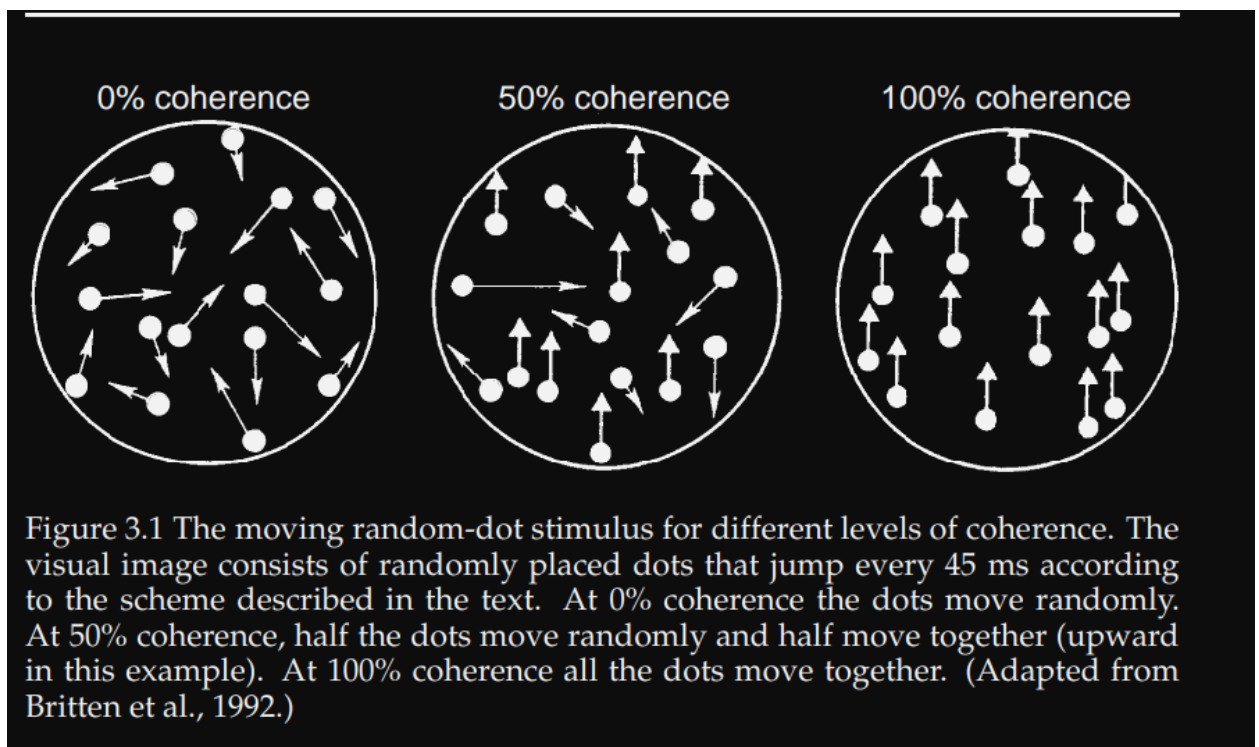 0% coherence 50% coherence 100% coherence
Figure 3.1 The moving random-dot stimulus for different levels of coherence. The
visual image consists of randomly placed dots that jump every 45 ms according
to the scheme described in the text. At 0% coherence the dots move randomly.
At 50% coherence, half the dots move randomly and half move together (upward
in this example). At 100% coherence all the dots move together. (Adapted from
Britten et al., 1992.)